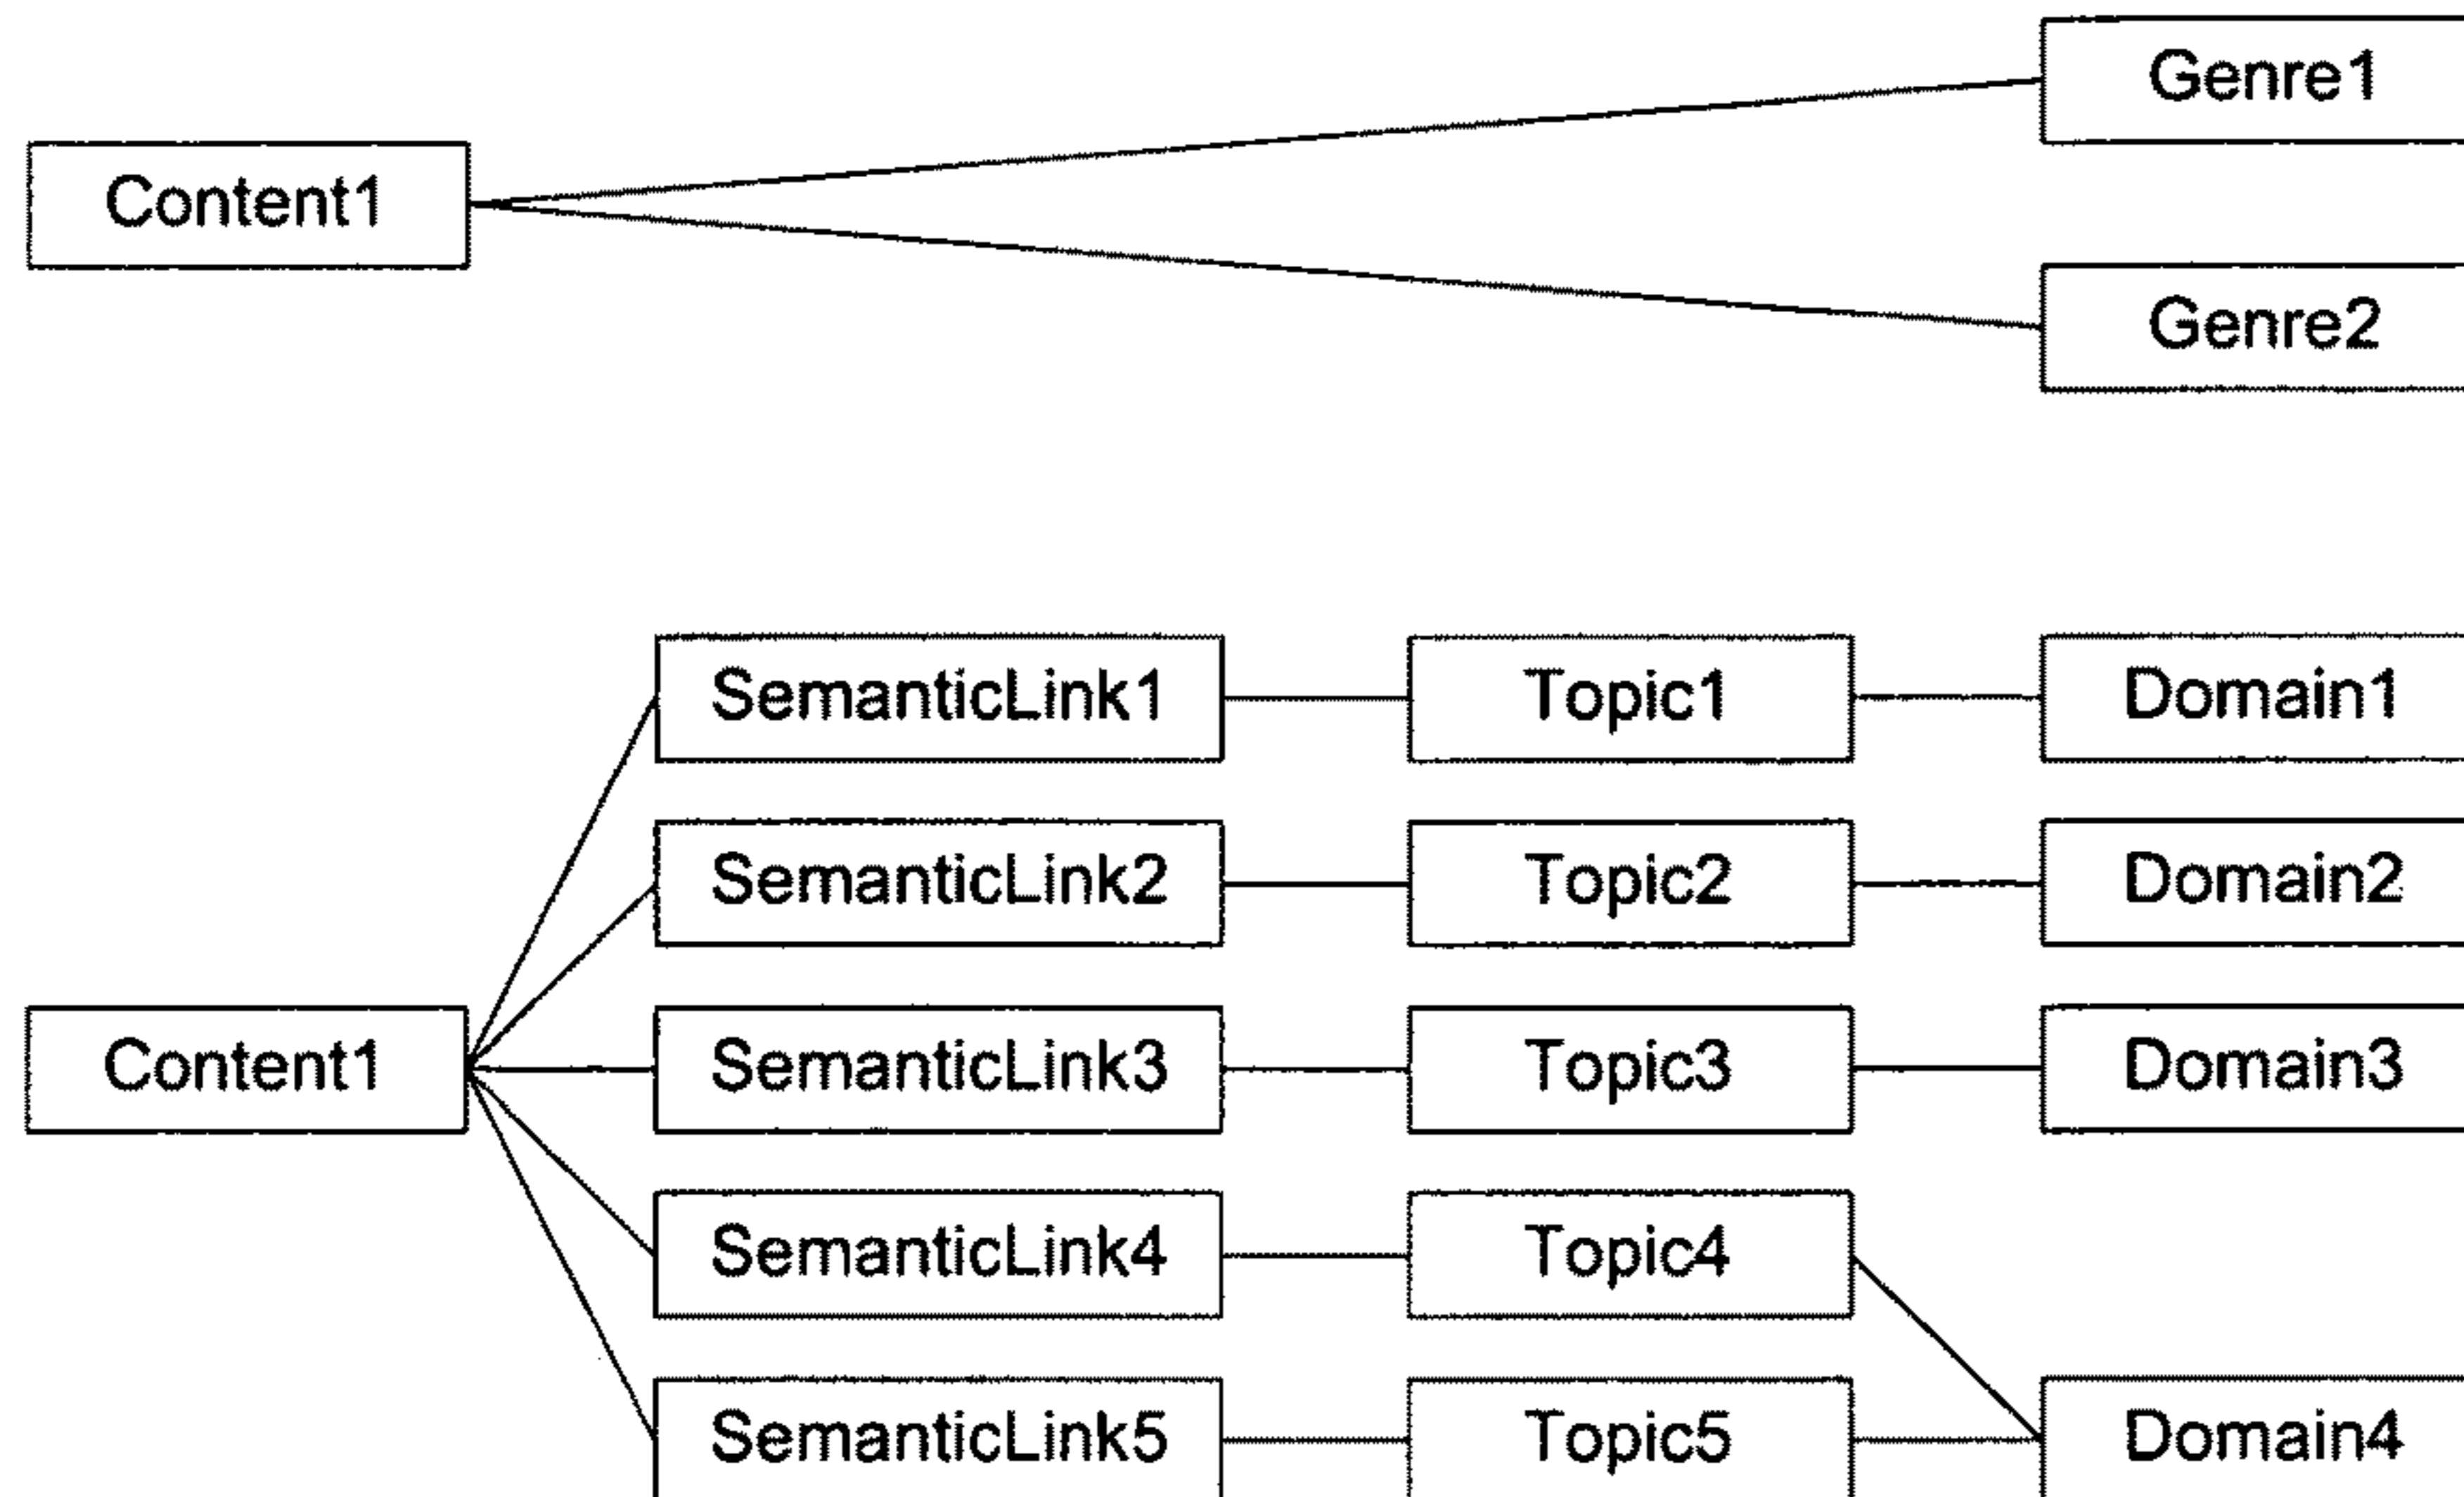 Genre1
Content1
Genre2
SemanticLink1 Topic1 Domain1
SemanticLink2 Topic2 Domain2
Content1 SemanticLink3 Topic3 Domain3
SemanticLink4 Topic4
SemanticLink5 Topic5 Domain4